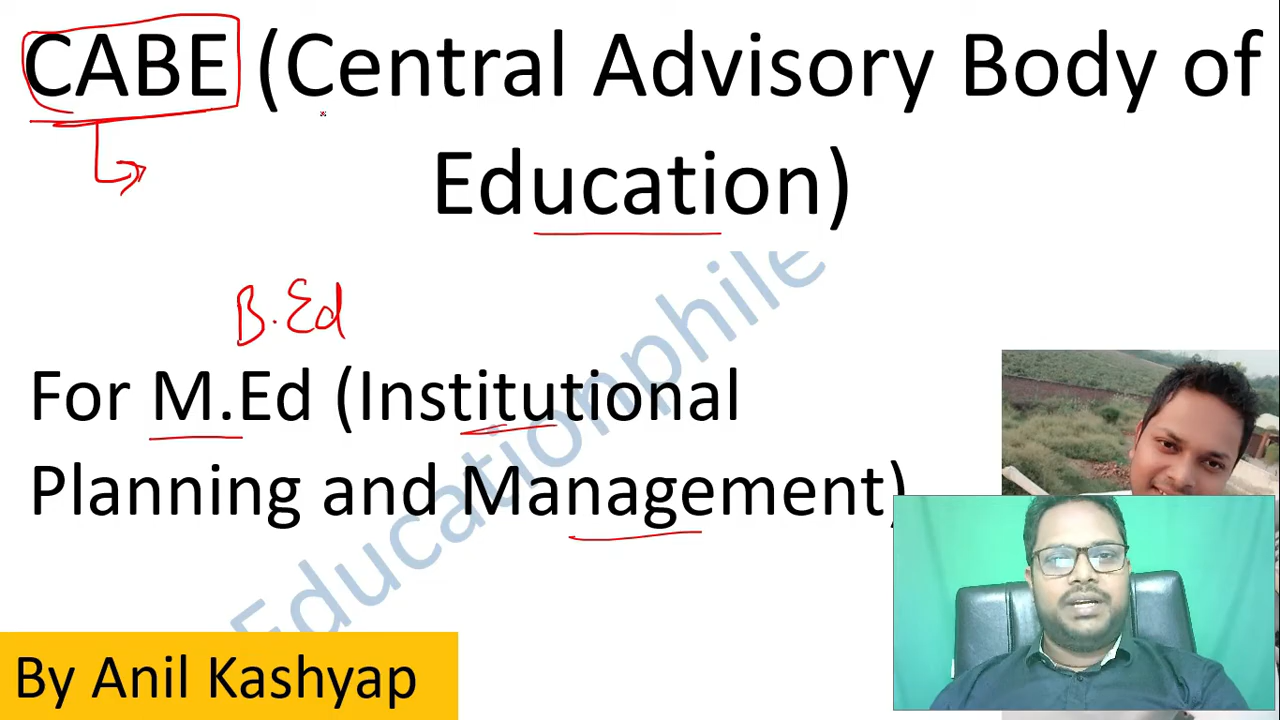 CABE (Central Advisory Body of
Education)
B.Ed
For M.Ed (Institutional
Planning and Management)
Educationphile
By Anil Kashyap